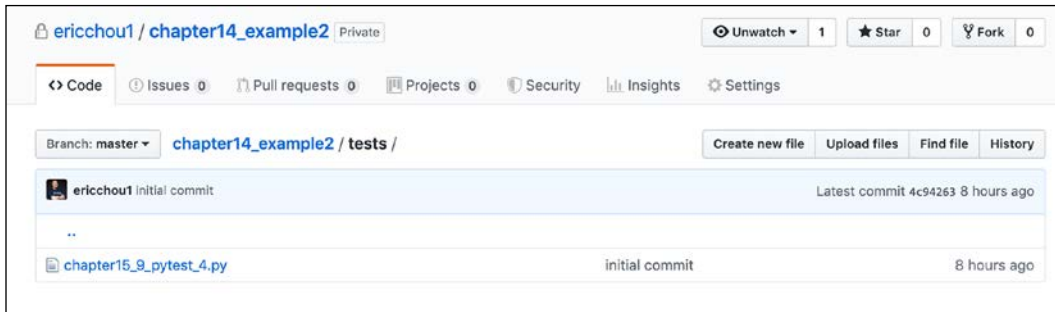 ericchou1 / chapter14_example2 Private Unwatch 1 Star 0 Fork 0
Code Issues 0 Pull requests 0 Projects 0 Security Insights Settings
Branch: master chapter14_example2 / tests / Create new file Upload files Find file History
ericchou1 initial commit Latest commit 4c94263 8 hours ago
..
chapter15_9_pytest_4.py initial commit 8 hours ago